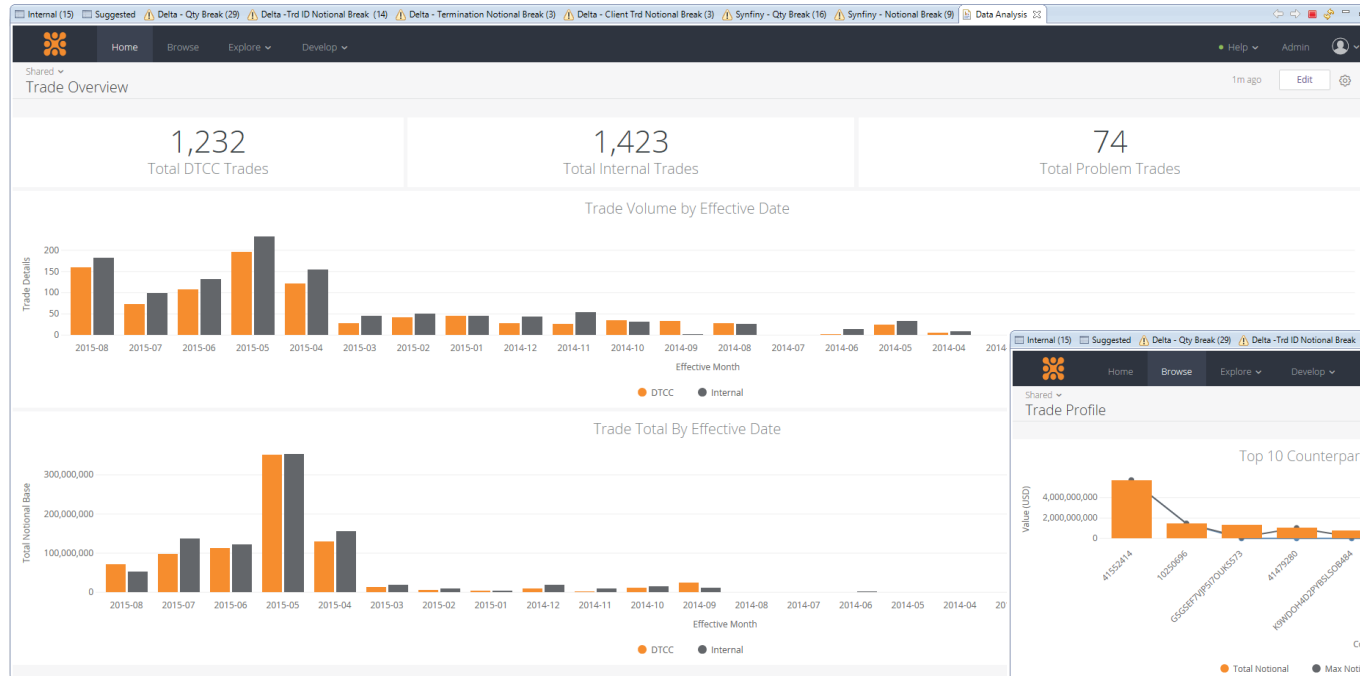 Internal (15) Suggested Delta - Qty Break (29) Delta -Trd ID Notional Break (14) Delta - Termination Notional Break (3) Delta - Client Trd Notional Break (3) Synfiny - Qty Break (16) Synfiny - Notional Break (9) Data Analysis
Home Browse Explore Develop Help Admin
Shared
Trade Overview
1m ago Edit
1,232 1,423 74
Total DTCC Trades Total Internal Trades Total Problem Trades
Trade Volume by Effective Date
Trade Details
200
150
100
50
0
2015-08 2015-07 2015-06 2015-05 2015-04 2015-03 2015-02 2015-01 2014-12 2014-11 2014-10 2014-09 2014-08 2014-07 2014-06 2014-05 2014-04 2014-
Effective Month
DTCC Internal
Trade Total By Effective Date
Total Notional Base
300,000,000
200,000,000
100,000,000
0
2015-08 2015-07 2015-06 2015-05 2015-04 2015-03 2015-02 2015-01 2014-12 2014-11 2014-10 2014-09 2014-08 2014-07 2014-06 2014-05 2014-04 20
Effective Month
DTCC Internal
Internal (15) Suggested Delta - Qty Break (29) Delta -Trd ID Notional Break
Home Browse Explore Develop
Shared
Trade Profile
Top 10 Counterpar
Value (USD)
4,000,000,000
2,000,000,000
0
41552414 10250696 41479280
Total Notional Max Noti